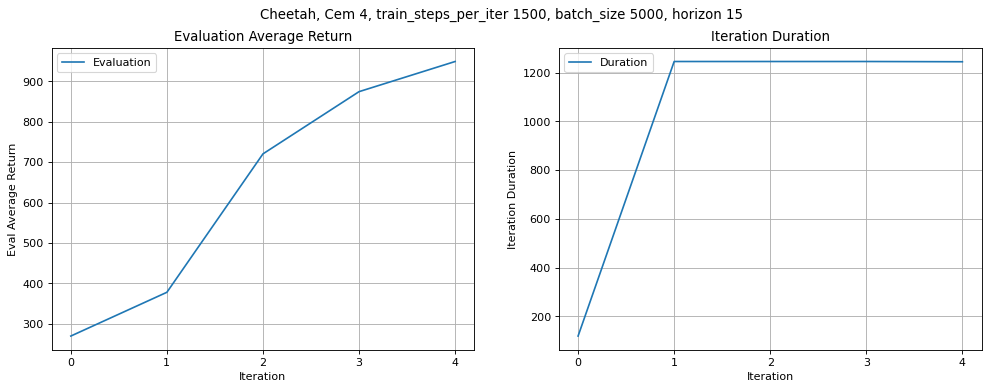 Cheetah, Cem 4, train_steps_per_iter 1500, batch_size 5000, horizon 15
Evaluation Average Return
Evaluation
Eval Average Return
900
800
700
600
500
400
300
0 1 2 3 4
Iteration
Iteration Duration
Duration
Iteration Duration
1200
1000
800
600
400
200
0 1 2 3 4
Iteration